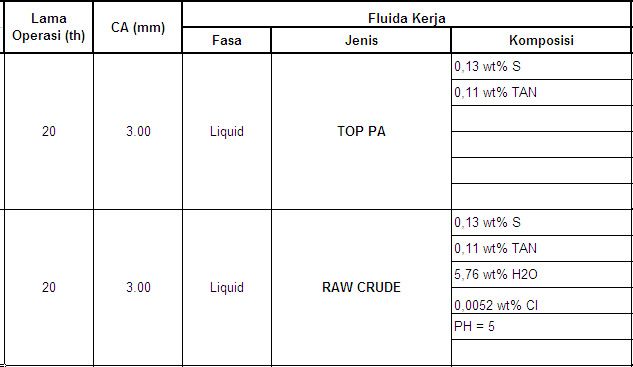 Lama
Operasi (th)
CA (mm)
Fluida Kerja
Fasa
Jenis
Komposisi
20
3.00
Liquid
TOP PA
0,13 wt% S
0,11 wt% TAN
20
3.00
Liquid
RAW CRUDE
0,13 wt% S
0,11 wt% TAN
5,76 wt% H2O
0,0052 wt% Cl
PH = 5